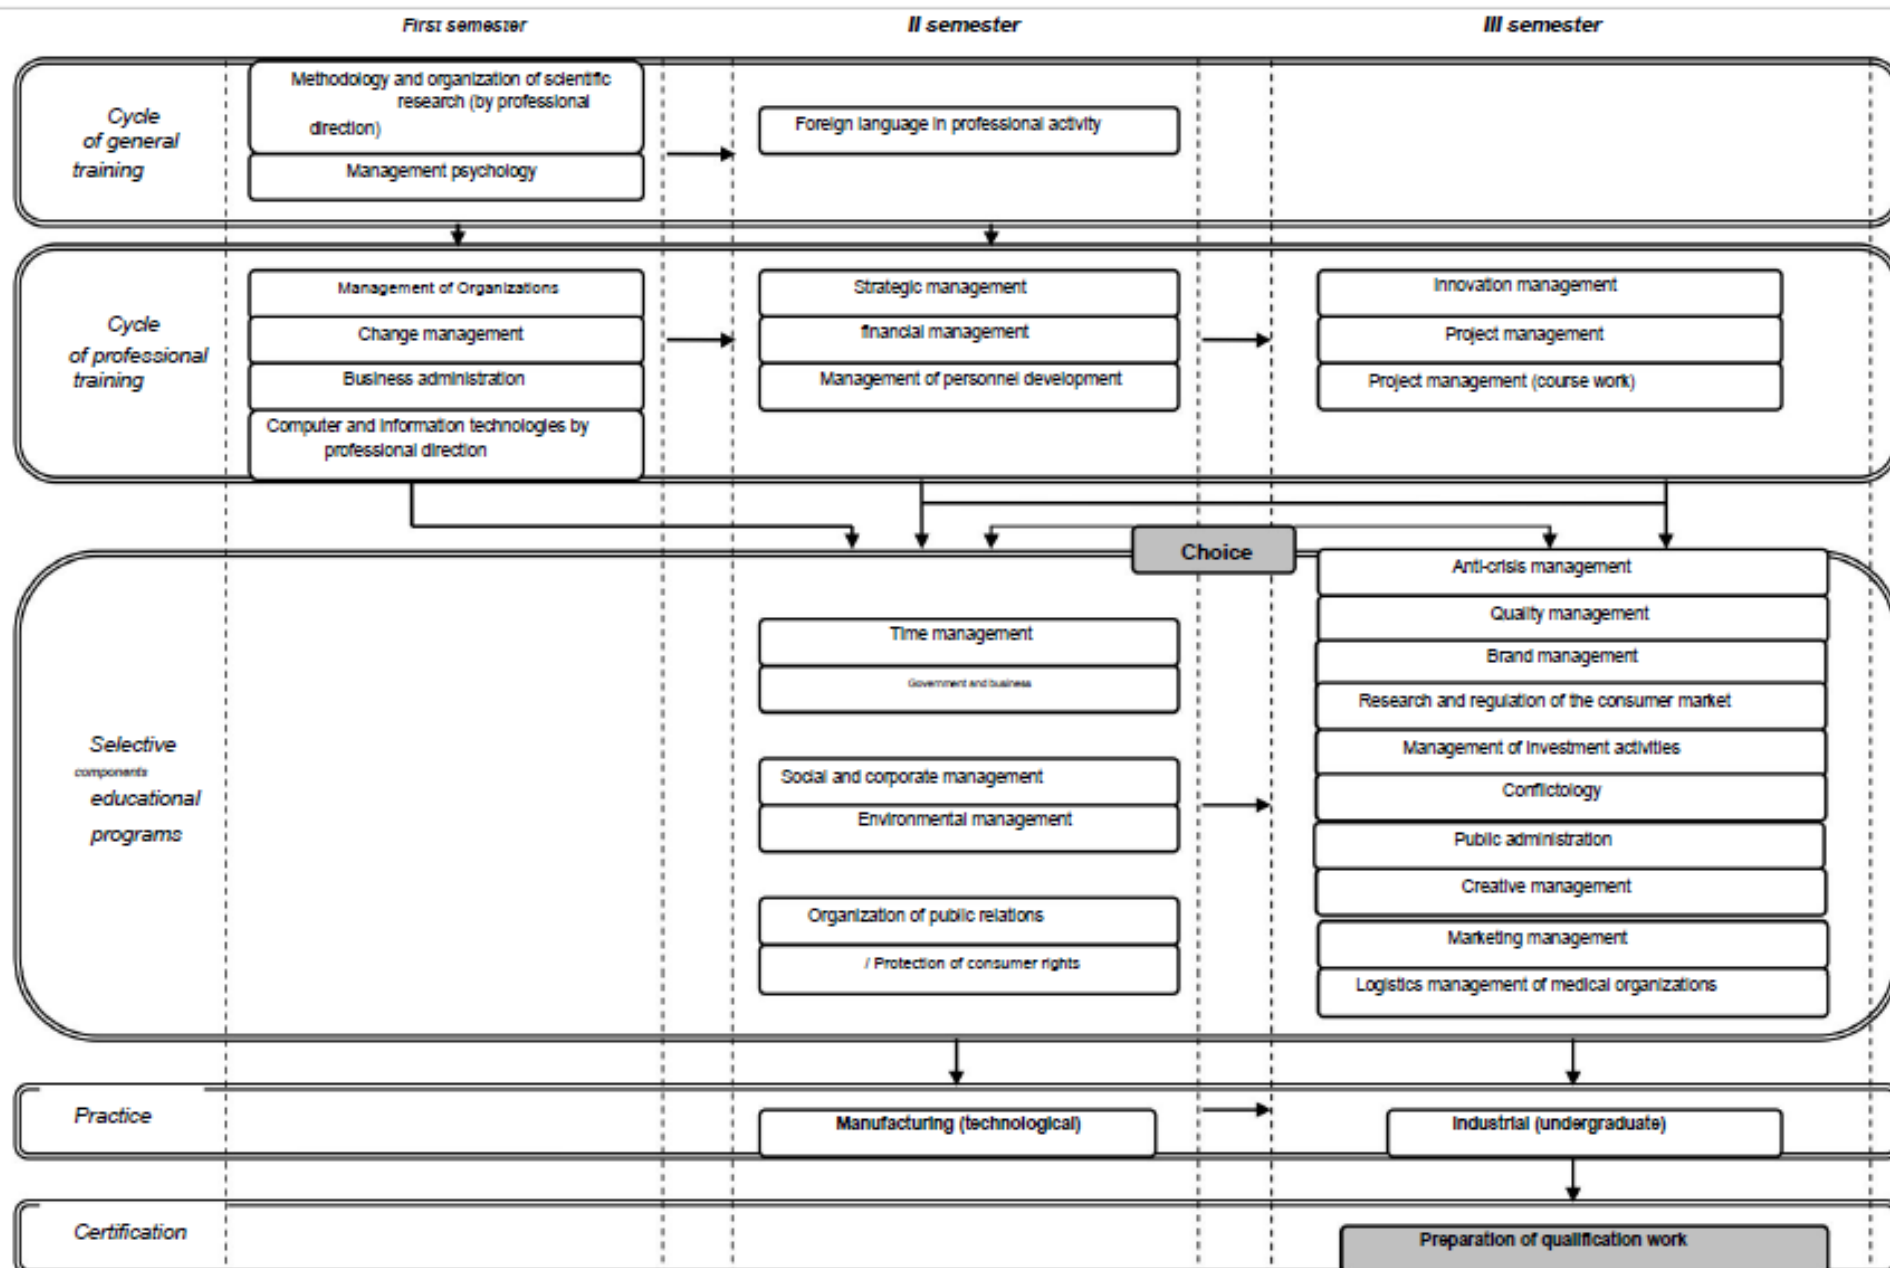 First semester
II semester
III semester
Cycle
of general
training
Methodology and organization of scientific
research (by professional
direction)
Management psychology
Foreign language in professional activity
Cycle
of professional
training
Management of Organizations
Change management
Business administration
Computer and information technologies by
professional direction
Strategic management
financial management
Management of personnel development
Innovation management
Project management
Project management (course work)
Choice
Selective
components
educational
programs
Time management
Government and business
Social and corporate management
Environmental management
Organization of public relations
/ Protection of consumer rights
Anti-crisis management
Quality management
Brand management
Research and regulation of the consumer market
Management of investment activities
Conflictology
Public administration
Creative management
Marketing management
Logistics management of medical organizations
Practice
Manufacturing (technological)
Industrial (undergraduate)
Certification
Preparation of qualification work